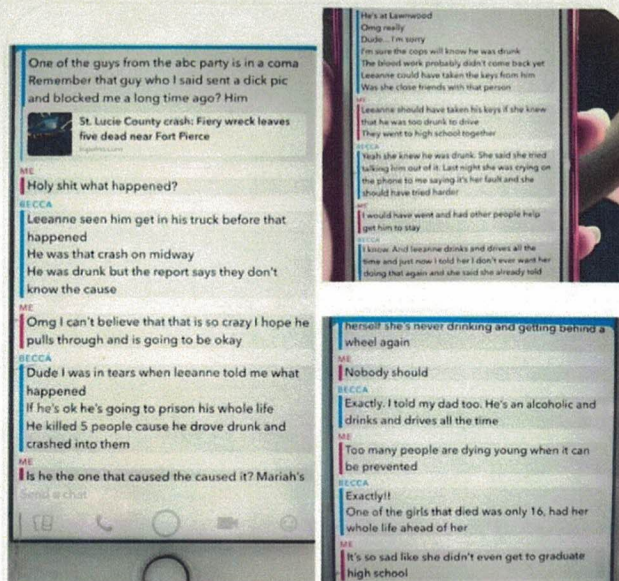 One of the guys from the abc party is in a coma
Remember that guy who I said sent a dick pic
and blocked me a long time ago? Him
St. Lucie County crash: Fiery wreck leaves
five dead near Fort Pierce
ME
Holy shit what happened?
BECCA
Leeanne seen him get in his truck before that
happened
He was that crash on midway
He was drunk but the report says they don't
know the cause
ME
Omg I can't believe that that is so crazy I hope he
pulls through and is going to be okay
BECCA
Dude I was in tears when leeanne told me what
happened
If he's ok he's going to prison his whole life
He killed 5 people cause he drove drunk and
crashed into them
ME
Is he the one that caused the caused it? Mariah's
Send a chat
He's at Lawnwood
Omg really
Dude... I'm sorry
I'm sure the cops will know he was drunk
The blood work probably didn't come back yet
Leeanne could have taken the keys from him
Was she close friends with that person
ME
Leeanne should have taken his keys if she knew
that he was too drunk to drive
They went to high school together
BECCA
Yeah she knew he was drunk. She said she tried
talking him out of it. Last night she was crying on
the phone to me saying it's her fault and she
should have tried harder
ME
I would have went and had other people help
get him to stay
BECCA
I know. And leeanne drinks and drives all the
time and just now I told her I don't ever want her
doing that again and she said she already told
herself she's never drinking and getting behind a
wheel again
ME
Nobody should
BECCA
Exactly. I told my dad too. He's an alcoholic and
drinks and drives all the time
ME
Too many people are dying young when it can
be prevented
BECCA
Exactly!!
One of the girls that died was only 16, had her
whole life ahead of her
ME
It's so sad like she didn't even get to graduate
high school